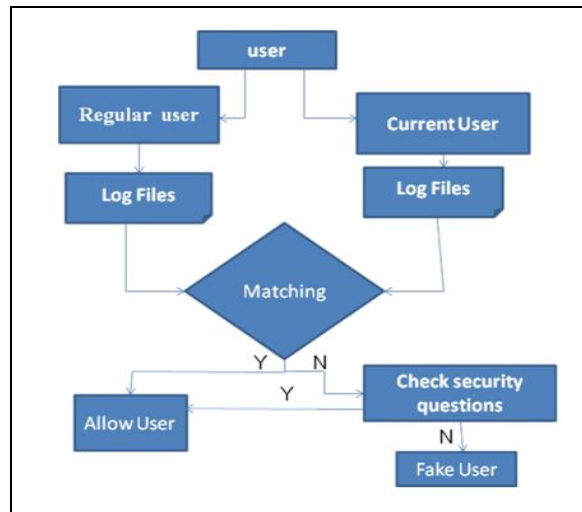 user
Regular user
Current User
Log Files
Log Files
Matching
Y
N
Y
Check security
questions
Allow User
N
Fake User